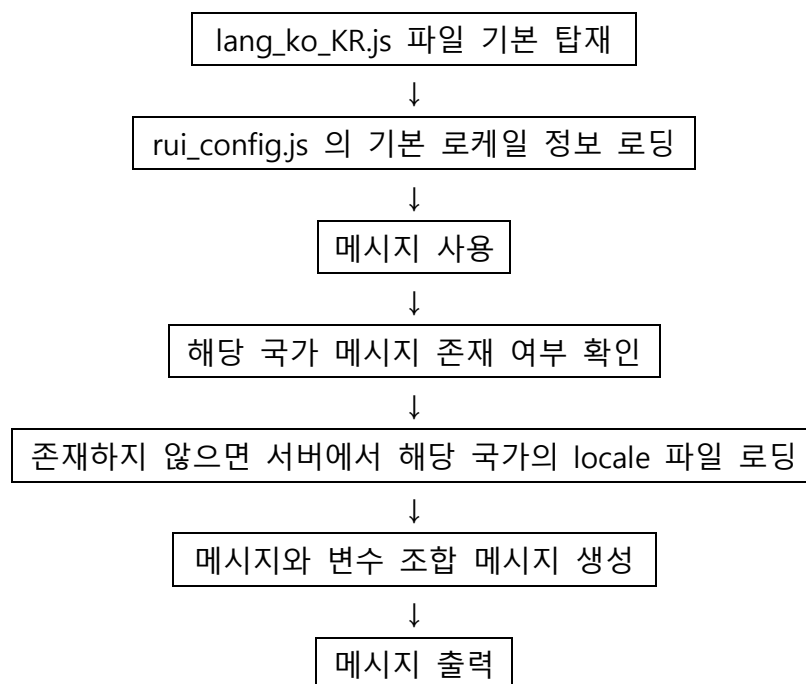 lang_ko_KR.js 파일 기본 탑재
↓
rui_config.js 의 기본 로케일 정보 로딩
↓
메시지 사용
↓
해당 국가 메시지 존재 여부 확인
↓
존재하지 않으면 서버에서 해당 국가의 locale 파일 로딩
↓
메시지와 변수 조합 메시지 생성
↓
메시지 출력